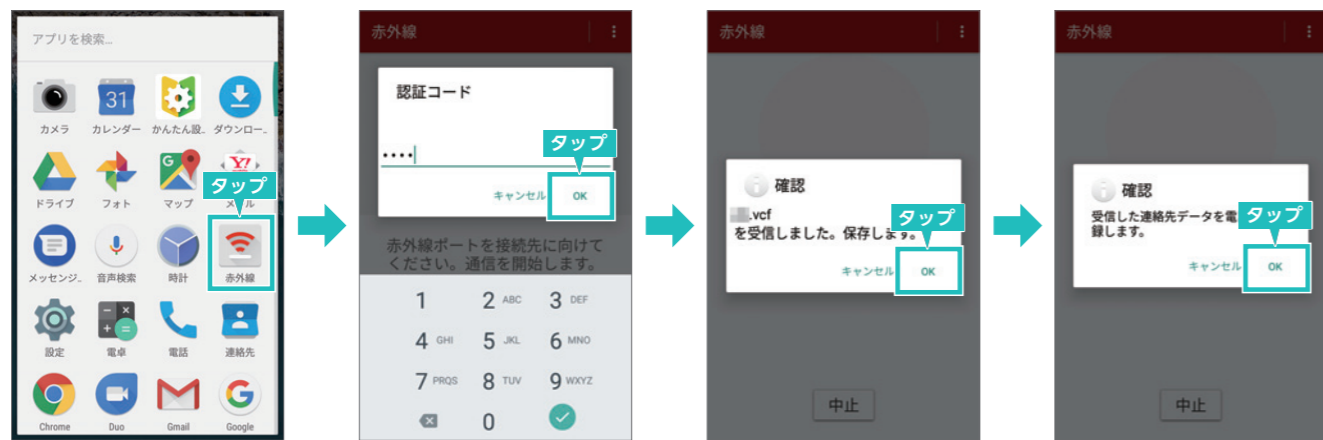 アプリを検索...
31
カメラ
カレンダー
かんたん設..
ダウンロー..
G
Y!
タップ
ドライブ
フォト
マップ
メール
メッセンジ..
音声検索
時計
赤外線
設定
電卓
電話
連絡先
G
Chrome
Duo
Gmail
Google
赤外線
認証コード
••••
タップ
キャンセル
OK
赤外線ポートを接続先に向けて
ください。通信を開始します。
1
2 ABC
3 DEF
4 GHI
5 JKL
6 MNO
7 PRQS
8 TUV
9 WXYZ
0
赤外線
確認
.vcf
を受信しました。保存します。
タップ
キャンセル
OK
中止
赤外線
確認
受信した連絡先データを電
録します。
タップ
キャンセル
OK
中止